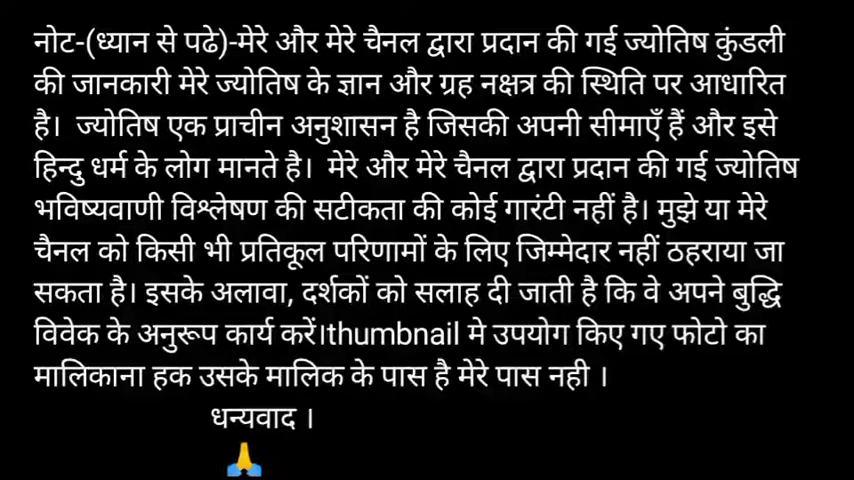 नोट-(ध्यान से पढे)-मेरे और मेरे चैनल द्वारा प्रदान की गई ज्योतिष कुंडली
की जानकारी मेरे ज्योतिष के ज्ञान और ग्रह नक्षत्र की स्थिति पर आधारित
है।  ज्योतिष एक प्राचीन अनुशासन है जिसकी अपनी सीमाएँ हैं और इसे
हिन्दु धर्म के लोग मानते है।  मेरे और मेरे चैनल द्वारा प्रदान की गई ज्योतिष
भविष्यवाणी विश्लेषण की सटीकता की कोई गारंटी नहीं है। मुझे या मेरे
चैनल को किसी भी प्रतिकूल परिणामों के लिए जिम्मेदार नहीं ठहराया जा
सकता है। इसके अलावा, दर्शकों को सलाह दी जाती है कि वे अपने बुद्धि
विवेक के अनुरूप कार्य करें।thumbnail मे उपयोग किए गए फोटो का
मालिकाना हक उसके मालिक के पास है मेरे पास नही ।
धन्यवाद ।
🙏